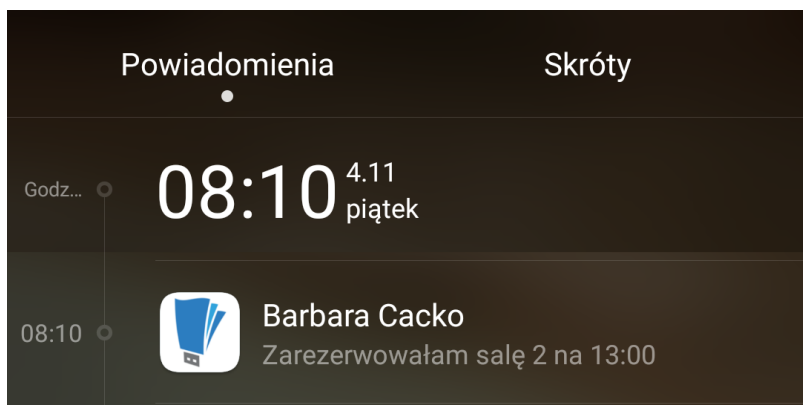 Powiadomienia Skróty
Godz... 08:10 4.11
piątek
08:10 Barbara Cacko
Zarezerwowałam salę 2 na 13:00